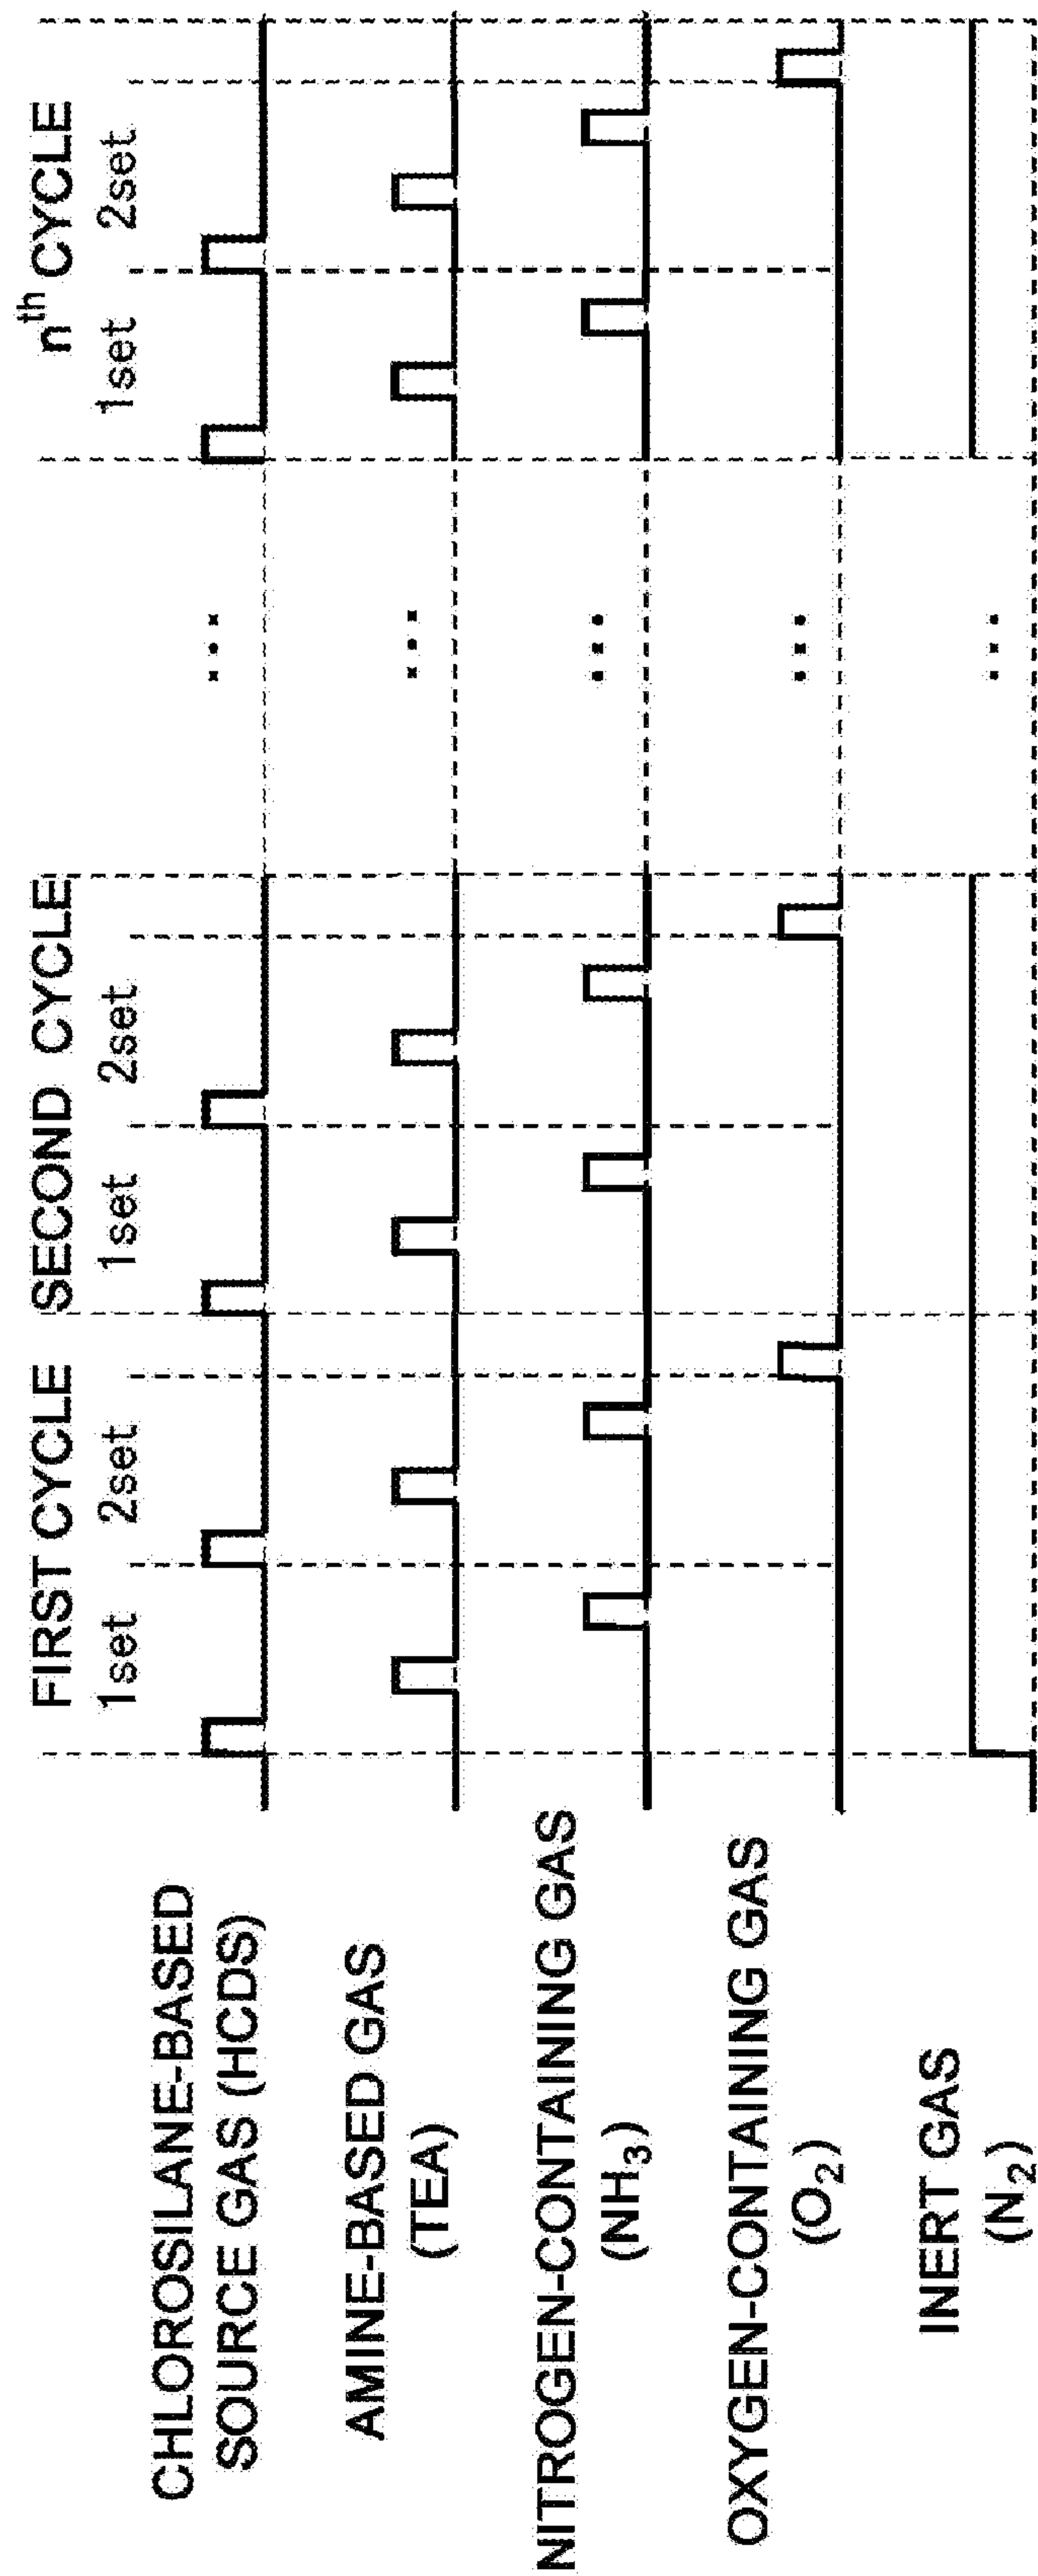 FIRST CYCLE SECOND CYCLE nth CYCLE
1set 2set 1set 2set 1set 2set
CHLOROSILANE-BASED
SOURCE GAS (HCDS)
AMINE-BASED GAS
(TEA)
NITROGEN-CONTAINING GAS
(NH3)
OXYGEN-CONTAINING GAS
(O2)
INERT GAS
(N2)